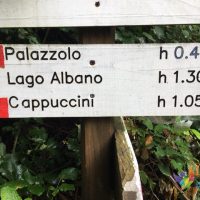 Palazzolo h 0.4
Lago Albano h 1.30
Cappuccini h 1.05